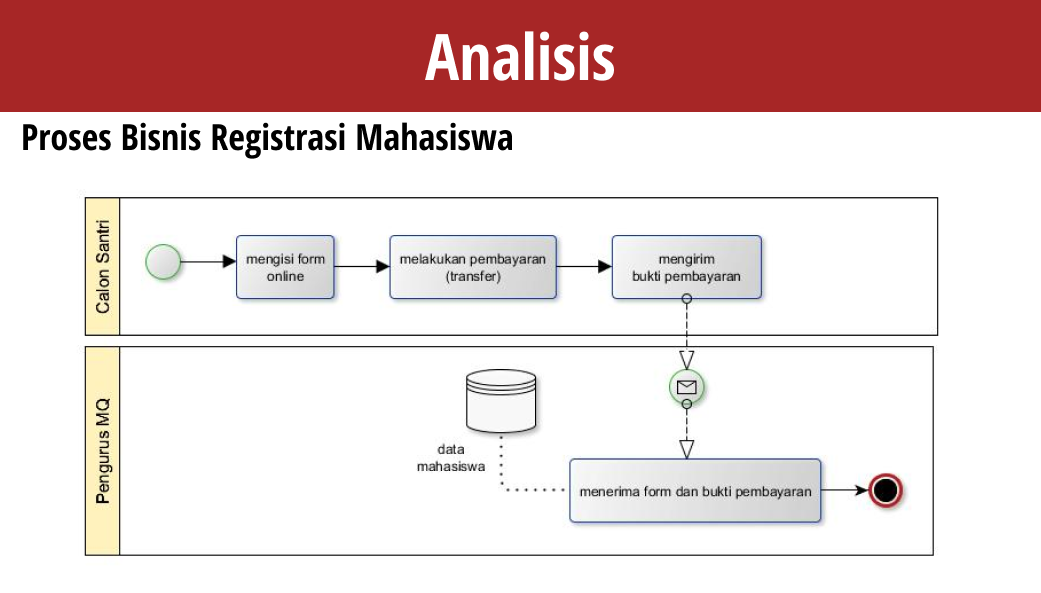 Analisis
Proses Bisnis Registrasi Mahasiswa
Calon Santri
mengisi form
online
melakukan pembayaran
(transfer)
mengirim
bukti pembayaran
Pengurus MQ
data
mahasiswa
menerima form dan bukti pembayaran